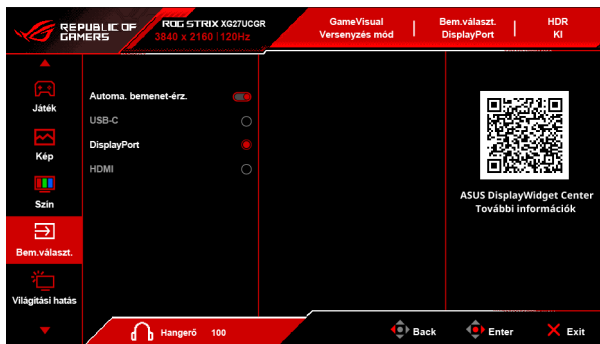 REPUBLIC OF
GAMERS
ROG STRIX XG27UCGR
3840 x 2160 120Hz
GameVisual
Versenyzés mód
Bem.választ.
DisplayPort
HDR
KI
Játék
Kép
Szín
Bem.választ.
Világítási hatás
Automa. bemenet-érz.
USB-C
DisplayPort
HDMI
ASUS DisplayWidget Center
További információk
Hangerő 100
Back
Enter
Exit